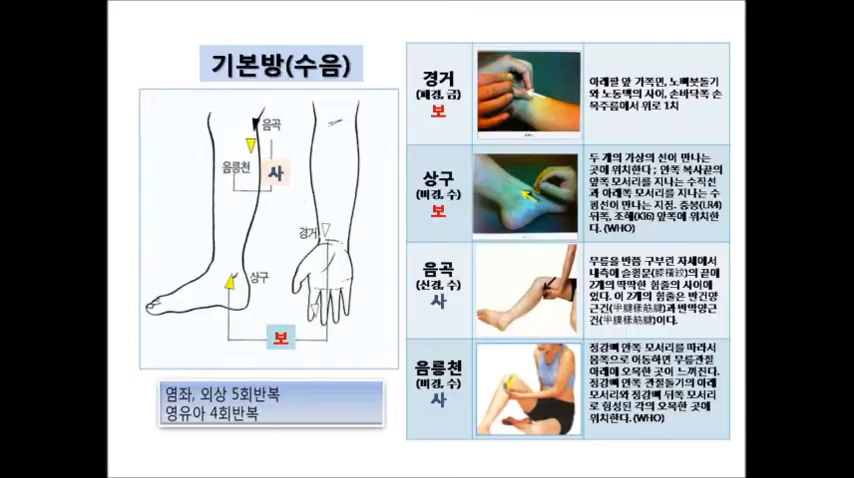 기본방(수음)
음곡
음릉천
사
경거
상구
보
염좌, 외상 5회반복
영유아 4회반복
경거
(폐경, 금)
보
아래팔 앞 가쪽면, 노뼈붓돌기
와 노동맥의 사이, 손바닥쪽 손
목주름에서 위로 1치
상구
(비경, 수)
보
두 개의 가상의 선이 만나는
곳에 위치한다 ; 안쪽 복사끝의
앞쪽 모서리를 지나는 수직선
과 아래쪽 모서리를 지나는 수
평선이 만나는 지점. 중봉(LR4)
뒤쪽, 조해(KI6) 앞쪽에 위치한
다. (WHO)
음곡
(신경, 수)
사
무릎을 반쯤 구부린 자세에서
내측에 슬횡문(膝橫紋)의 끝에
2개의 딱딱한 힘줄의 사이에
있다. 이 2개의 힘줄은 반건양
근건(半腱樣筋腱)과 반막양근
건(半膜樣筋腱)이다.
음릉천
(비경, 수)
사
정강뼈 안쪽 모서리를 따라서
몸쪽으로 이동하면 무릎관절
아래에 오목한 곳이 느껴진다.
정강뼈 안쪽 관절돌기의 아래
모서리와 정강뼈 뒤쪽 모서리
로 형성된 각의 오목한 곳에
위치한다. (WHO)